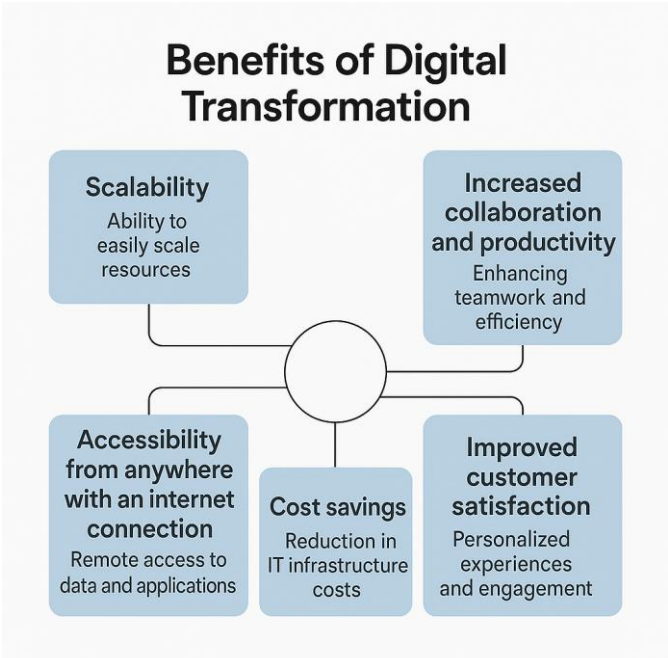 Benefits of Digital
Transformation
Scalability
Ability to
easily scale
resources
Increased
collaboration
and productivity
Enhancing
teamwork and
efficiency
Accessibility
from anywhere
with an internet
connection
Remote access to
data and applications
Cost savings
Reduction in
IT infrastructure
costs
Improved
customer
satisfaction
Personalized
experiences
and engagement